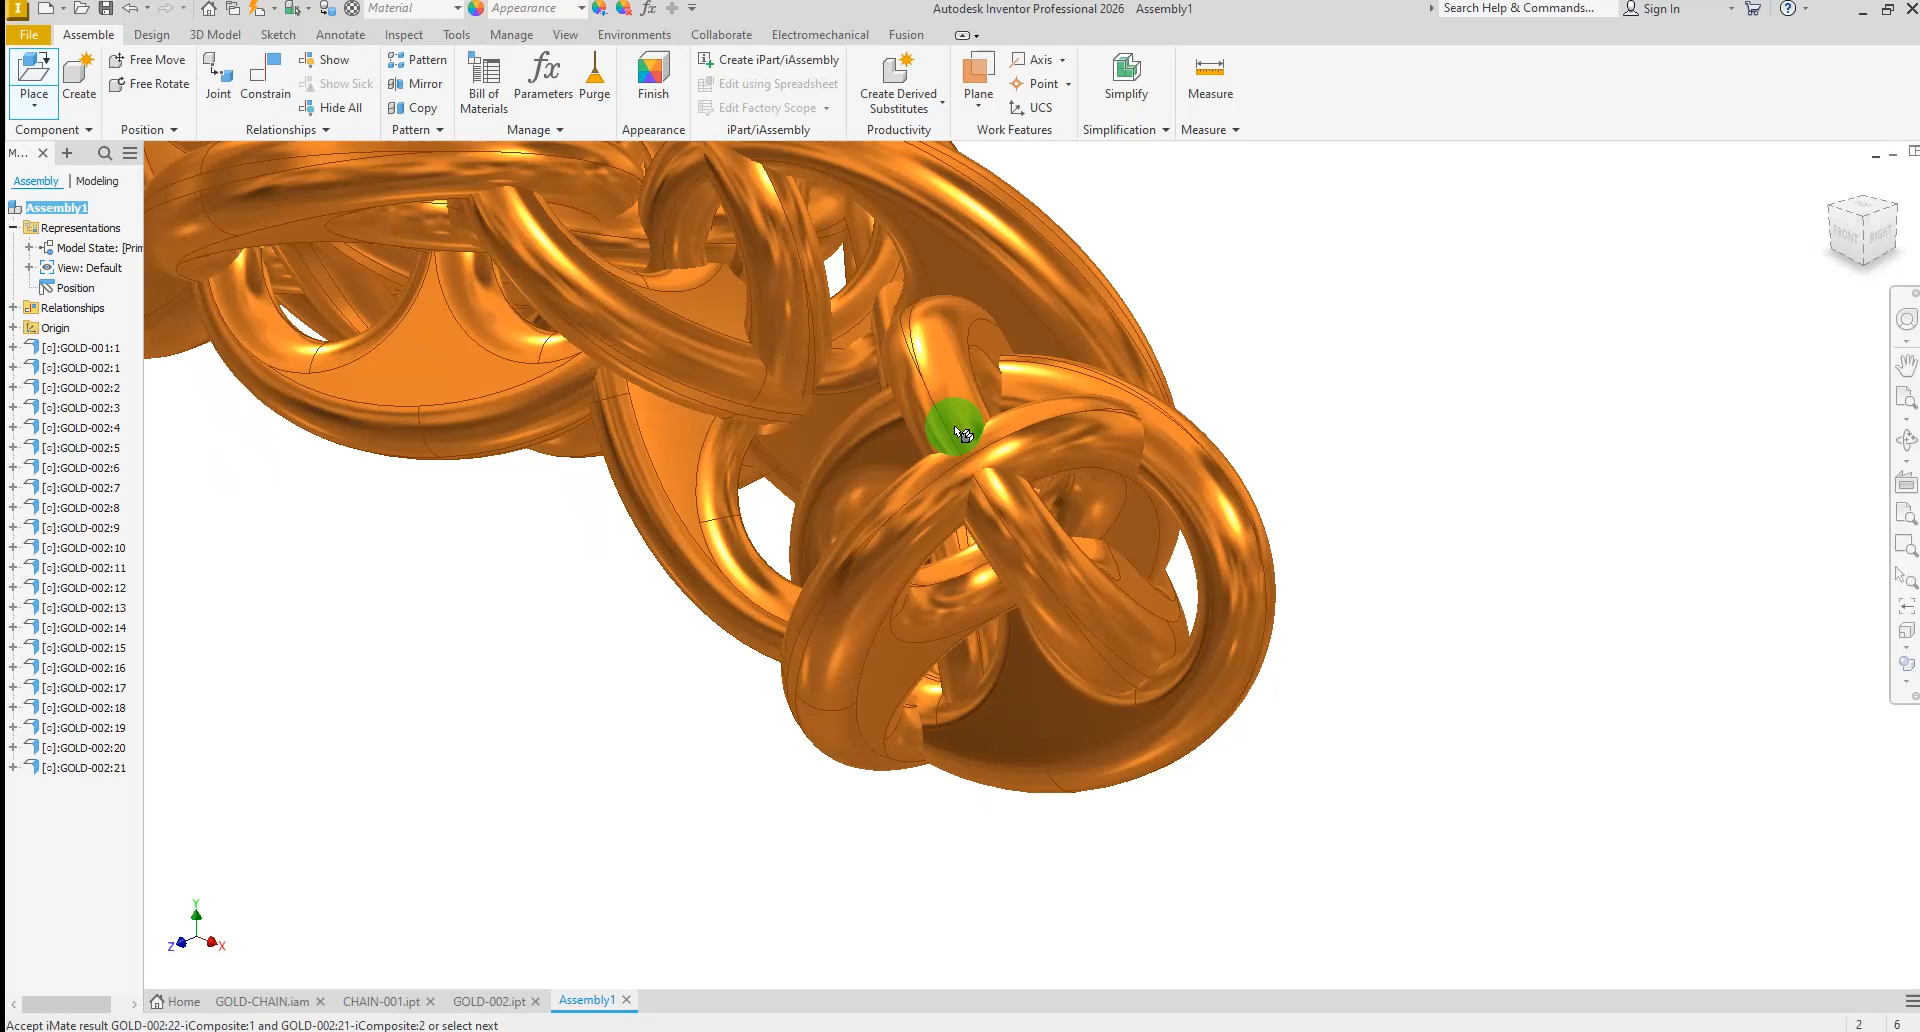 Material
Appearance
fx
Autodesk Inventor Professional 2026 Assembly1
Search Help & Commands...
Sign In
File Assemble Design 3D Model Sketch Annotate Inspect Tools Manage View Environments Collaborate Electromechanical Fusion
Place
Create
Free Move
Free Rotate
Joint
Constrain
Show
Show Sick
Hide All
Pattern
Mirror
Copy
Bill of
Materials
fx
Parameters
Purge
Finish
Create iPart/iAssembly
Edit using Spreadsheet
Edit Factory Scope
Create Derived
Substitutes
Plane
Axis
Point
UCS
Simplify
Measure
Component Position Relationships Pattern Manage Appearance iPart/iAssembly Productivity Work Features Simplification Measure
M...
Assembly | Modeling
Assembly1
Representations
Model State: [Prim
View: Default
Position
Relationships
Origin
[○]:GOLD-001:1
[○]:GOLD-002:1
[○]:GOLD-002:2
[○]:GOLD-002:3
[○]:GOLD-002:4
[○]:GOLD-002:5
[○]:GOLD-002:6
[○]:GOLD-002:7
[○]:GOLD-002:8
[○]:GOLD-002:9
[○]:GOLD-002:10
[○]:GOLD-002:11
[○]:GOLD-002:12
[○]:GOLD-002:13
[○]:GOLD-002:14
[○]:GOLD-002:15
[○]:GOLD-002:16
[○]:GOLD-002:17
[○]:GOLD-002:18
[○]:GOLD-002:19
[○]:GOLD-002:20
[○]:GOLD-002:21
FRONT RIGHT
Y
Z
X
Home GOLD-CHAIN.iam CHAIN-001.ipt GOLD-002.ipt Assembly1
Accept iMate result GOLD-002:22-iComposite:1 and GOLD-002:21-iComposite:2 or select next
2 6